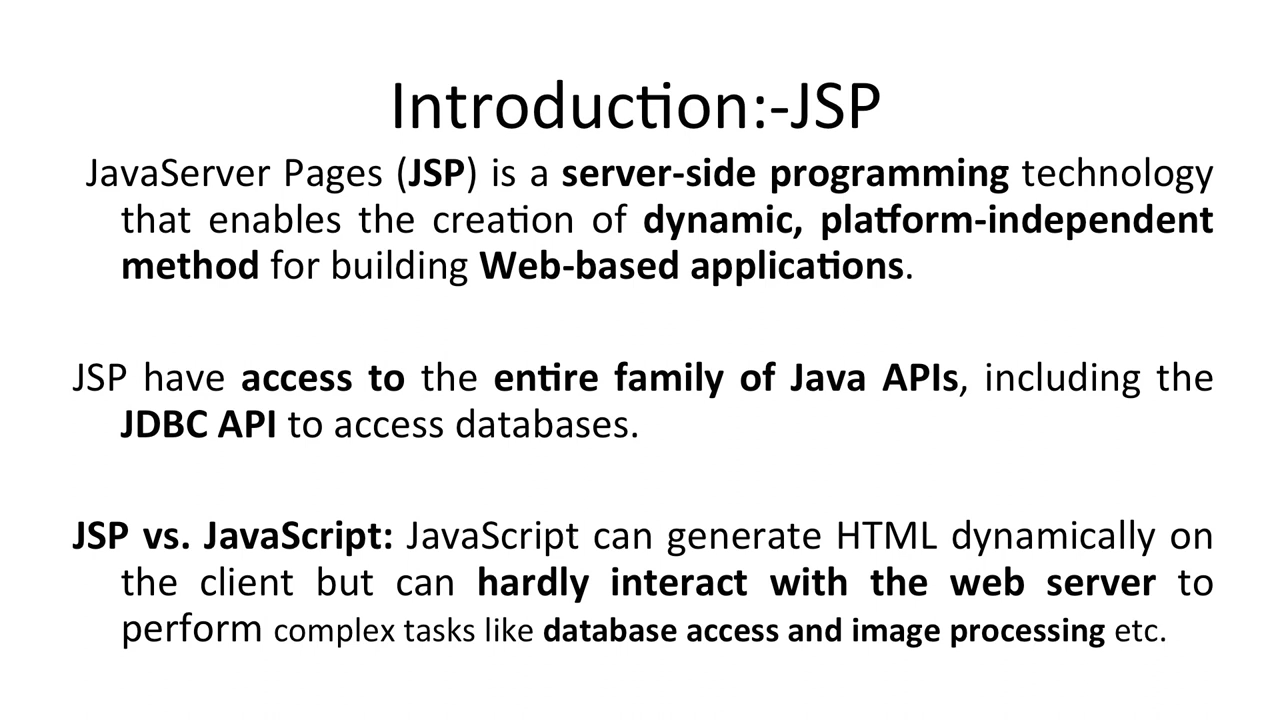 Introduction:-JSP
JavaServer Pages (JSP) is a server-side programming technology
that enables the creation of dynamic, platform-independent
method for building Web-based applications.
JSP have access to the entire family of Java APIs, including the
JDBC API to access databases.
JSP vs. JavaScript: JavaScript can generate HTML dynamically on
the client but can hardly interact with the web server to
perform complex tasks like database access and image processing etc.